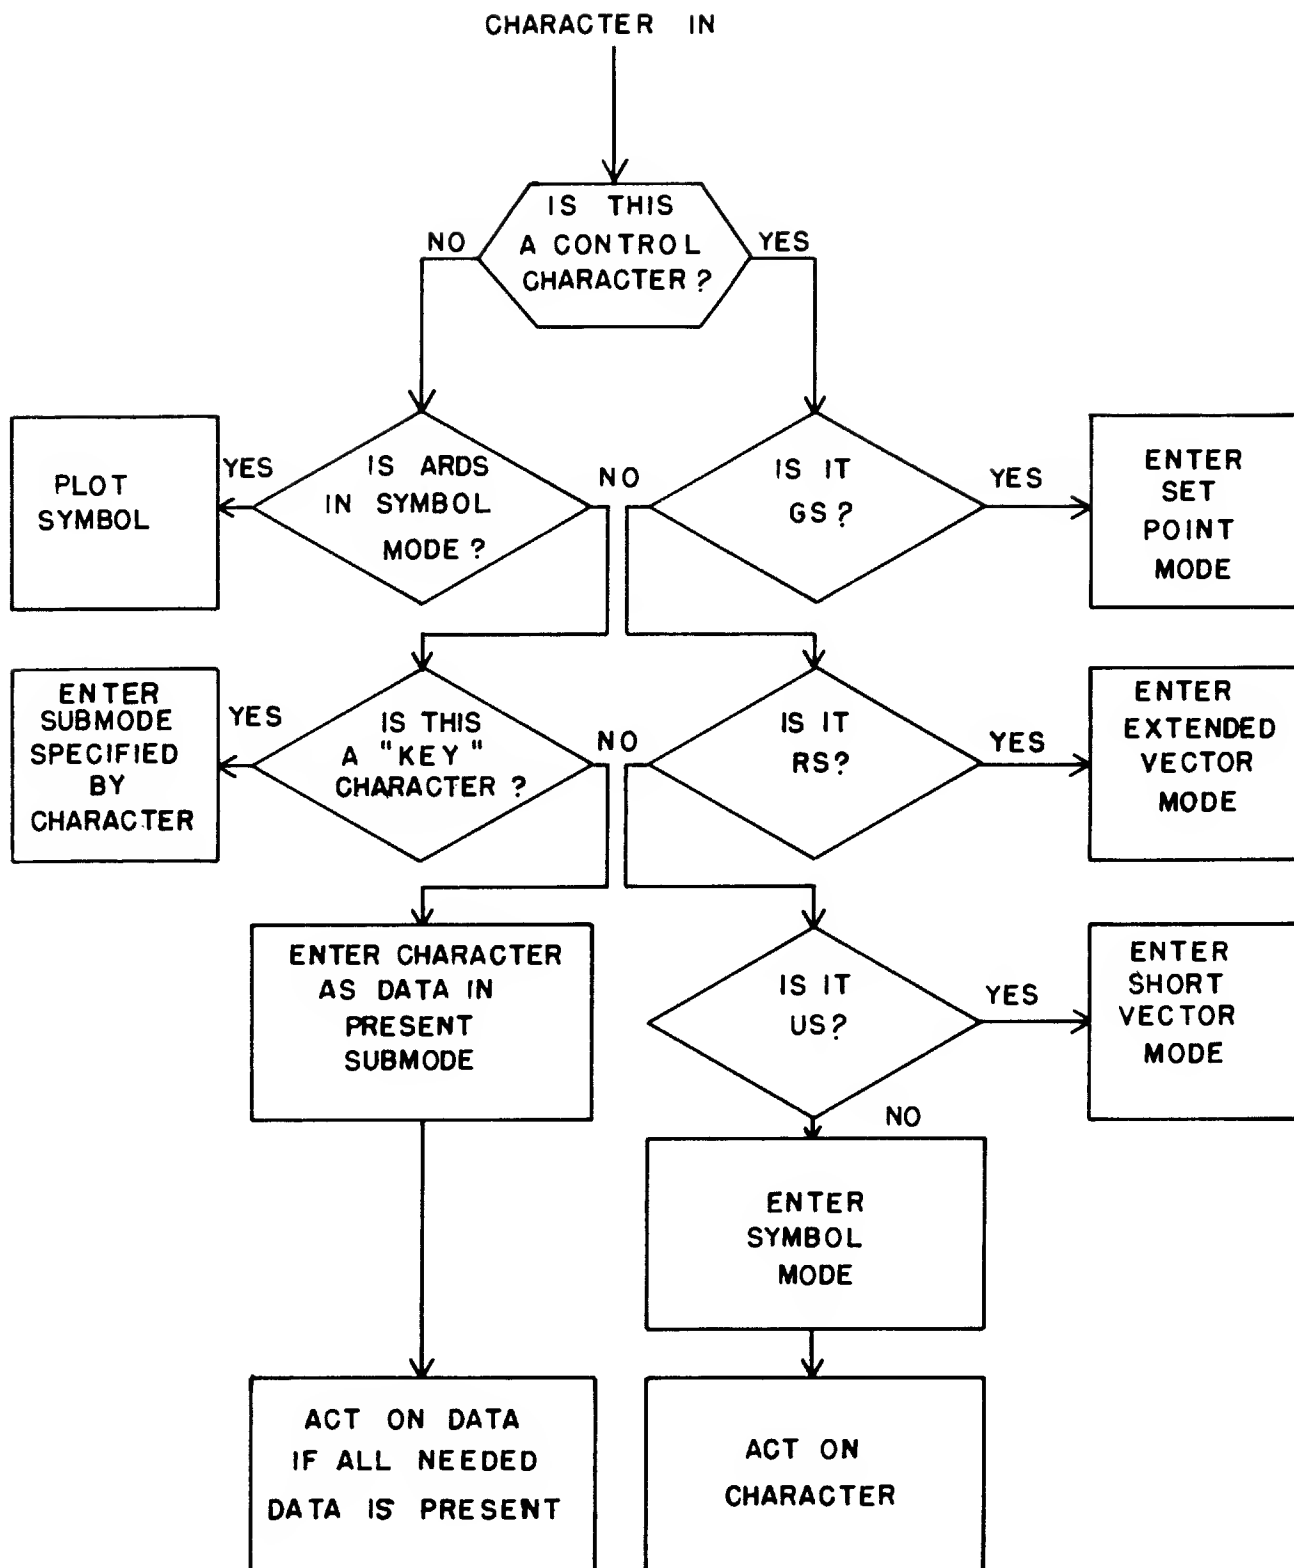 CHARACTER IN
IS THIS
A CONTROL
CHARACTER?
NO
YES
PLOT
SYMBOL
YES
IS ARDS
IN SYMBOL
MODE?
NO
IS IT
GS?
YES
ENTER
SET
POINT
MODE
ENTER
SUBMODE
SPECIFIED
BY
CHARACTER
YES
IS THIS
A "KEY"
CHARACTER?
NO
IS IT
RS?
YES
ENTER
EXTENDED
VECTOR
MODE
ENTER CHARACTER
AS DATA IN
PRESENT
SUBMODE
IS IT
US?
YES
ENTER
SHORT
VECTOR
MODE
NO
ENTER
SYMBOL
MODE
ACT ON DATA
IF ALL NEEDED
DATA IS PRESENT
ACT ON
CHARACTER